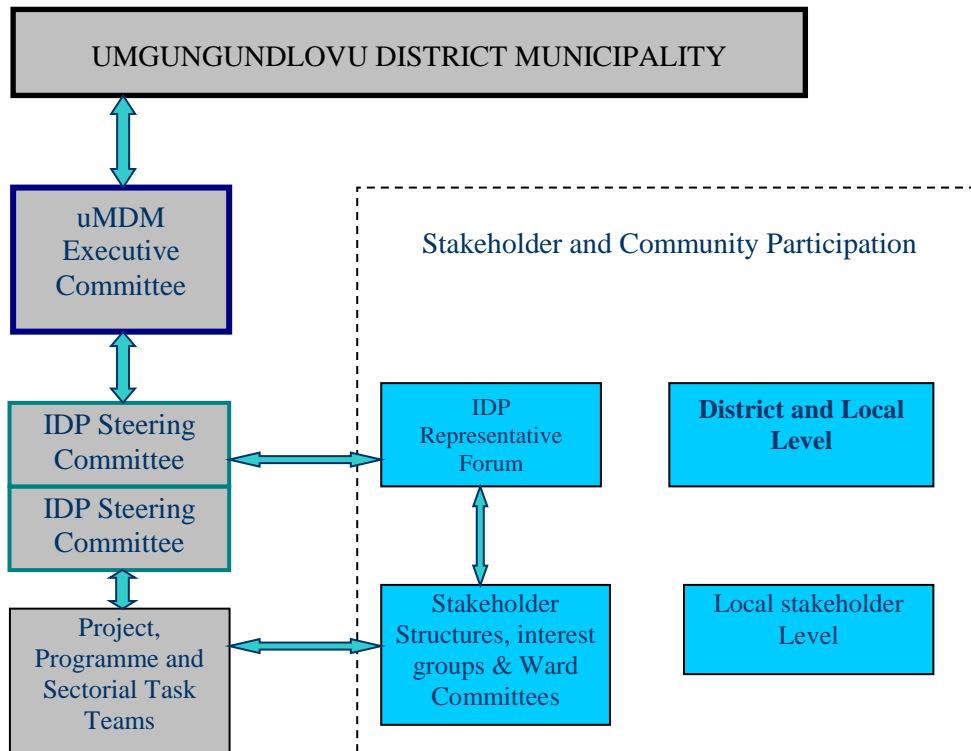 UMGUNGUNDLOVU DISTRICT MUNICIPALITY
uMDM
Executive
Committee
Stakeholder and Community Participation
IDP Steering
Committee
IDP
Representative
Forum
District and Local
Level
IDP Steering
Committee
Project,
Programme and
Sectorial Task
Teams
Stakeholder
Structures, interest
groups & Ward
Committees
Local stakeholder
Level